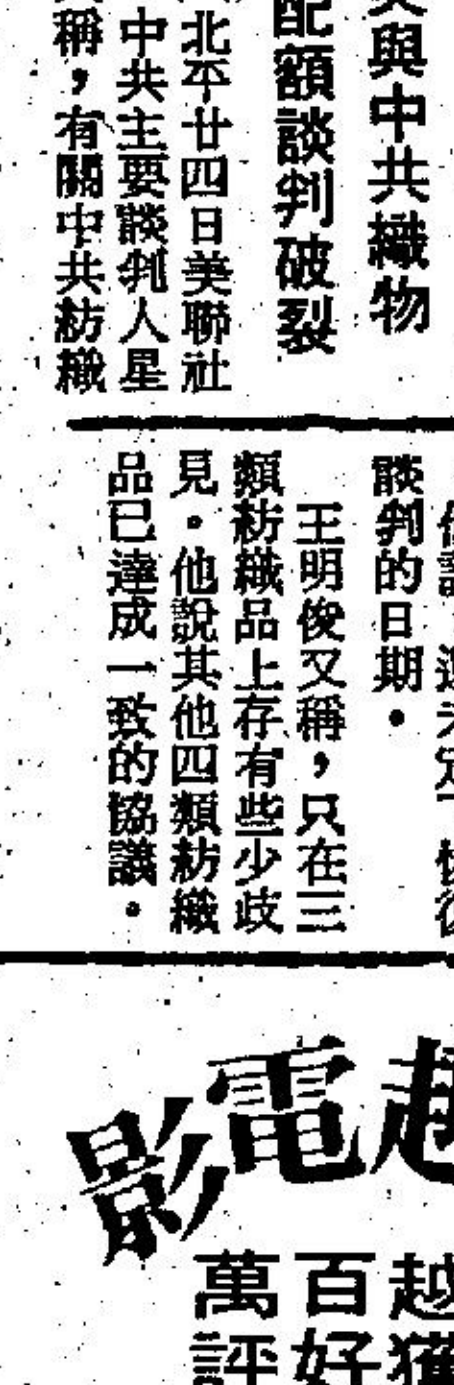 與中共織物
配額談判破裂
北平廿四日美聯社
中共主要談判人星
稱，有關中共紡織
談判的日期。
王明俊又稱，只在三
類紡織品上存有些少歧
見。他說其他四類紡織
品已達成一致的協議。
電影
越獲
百好
萬評